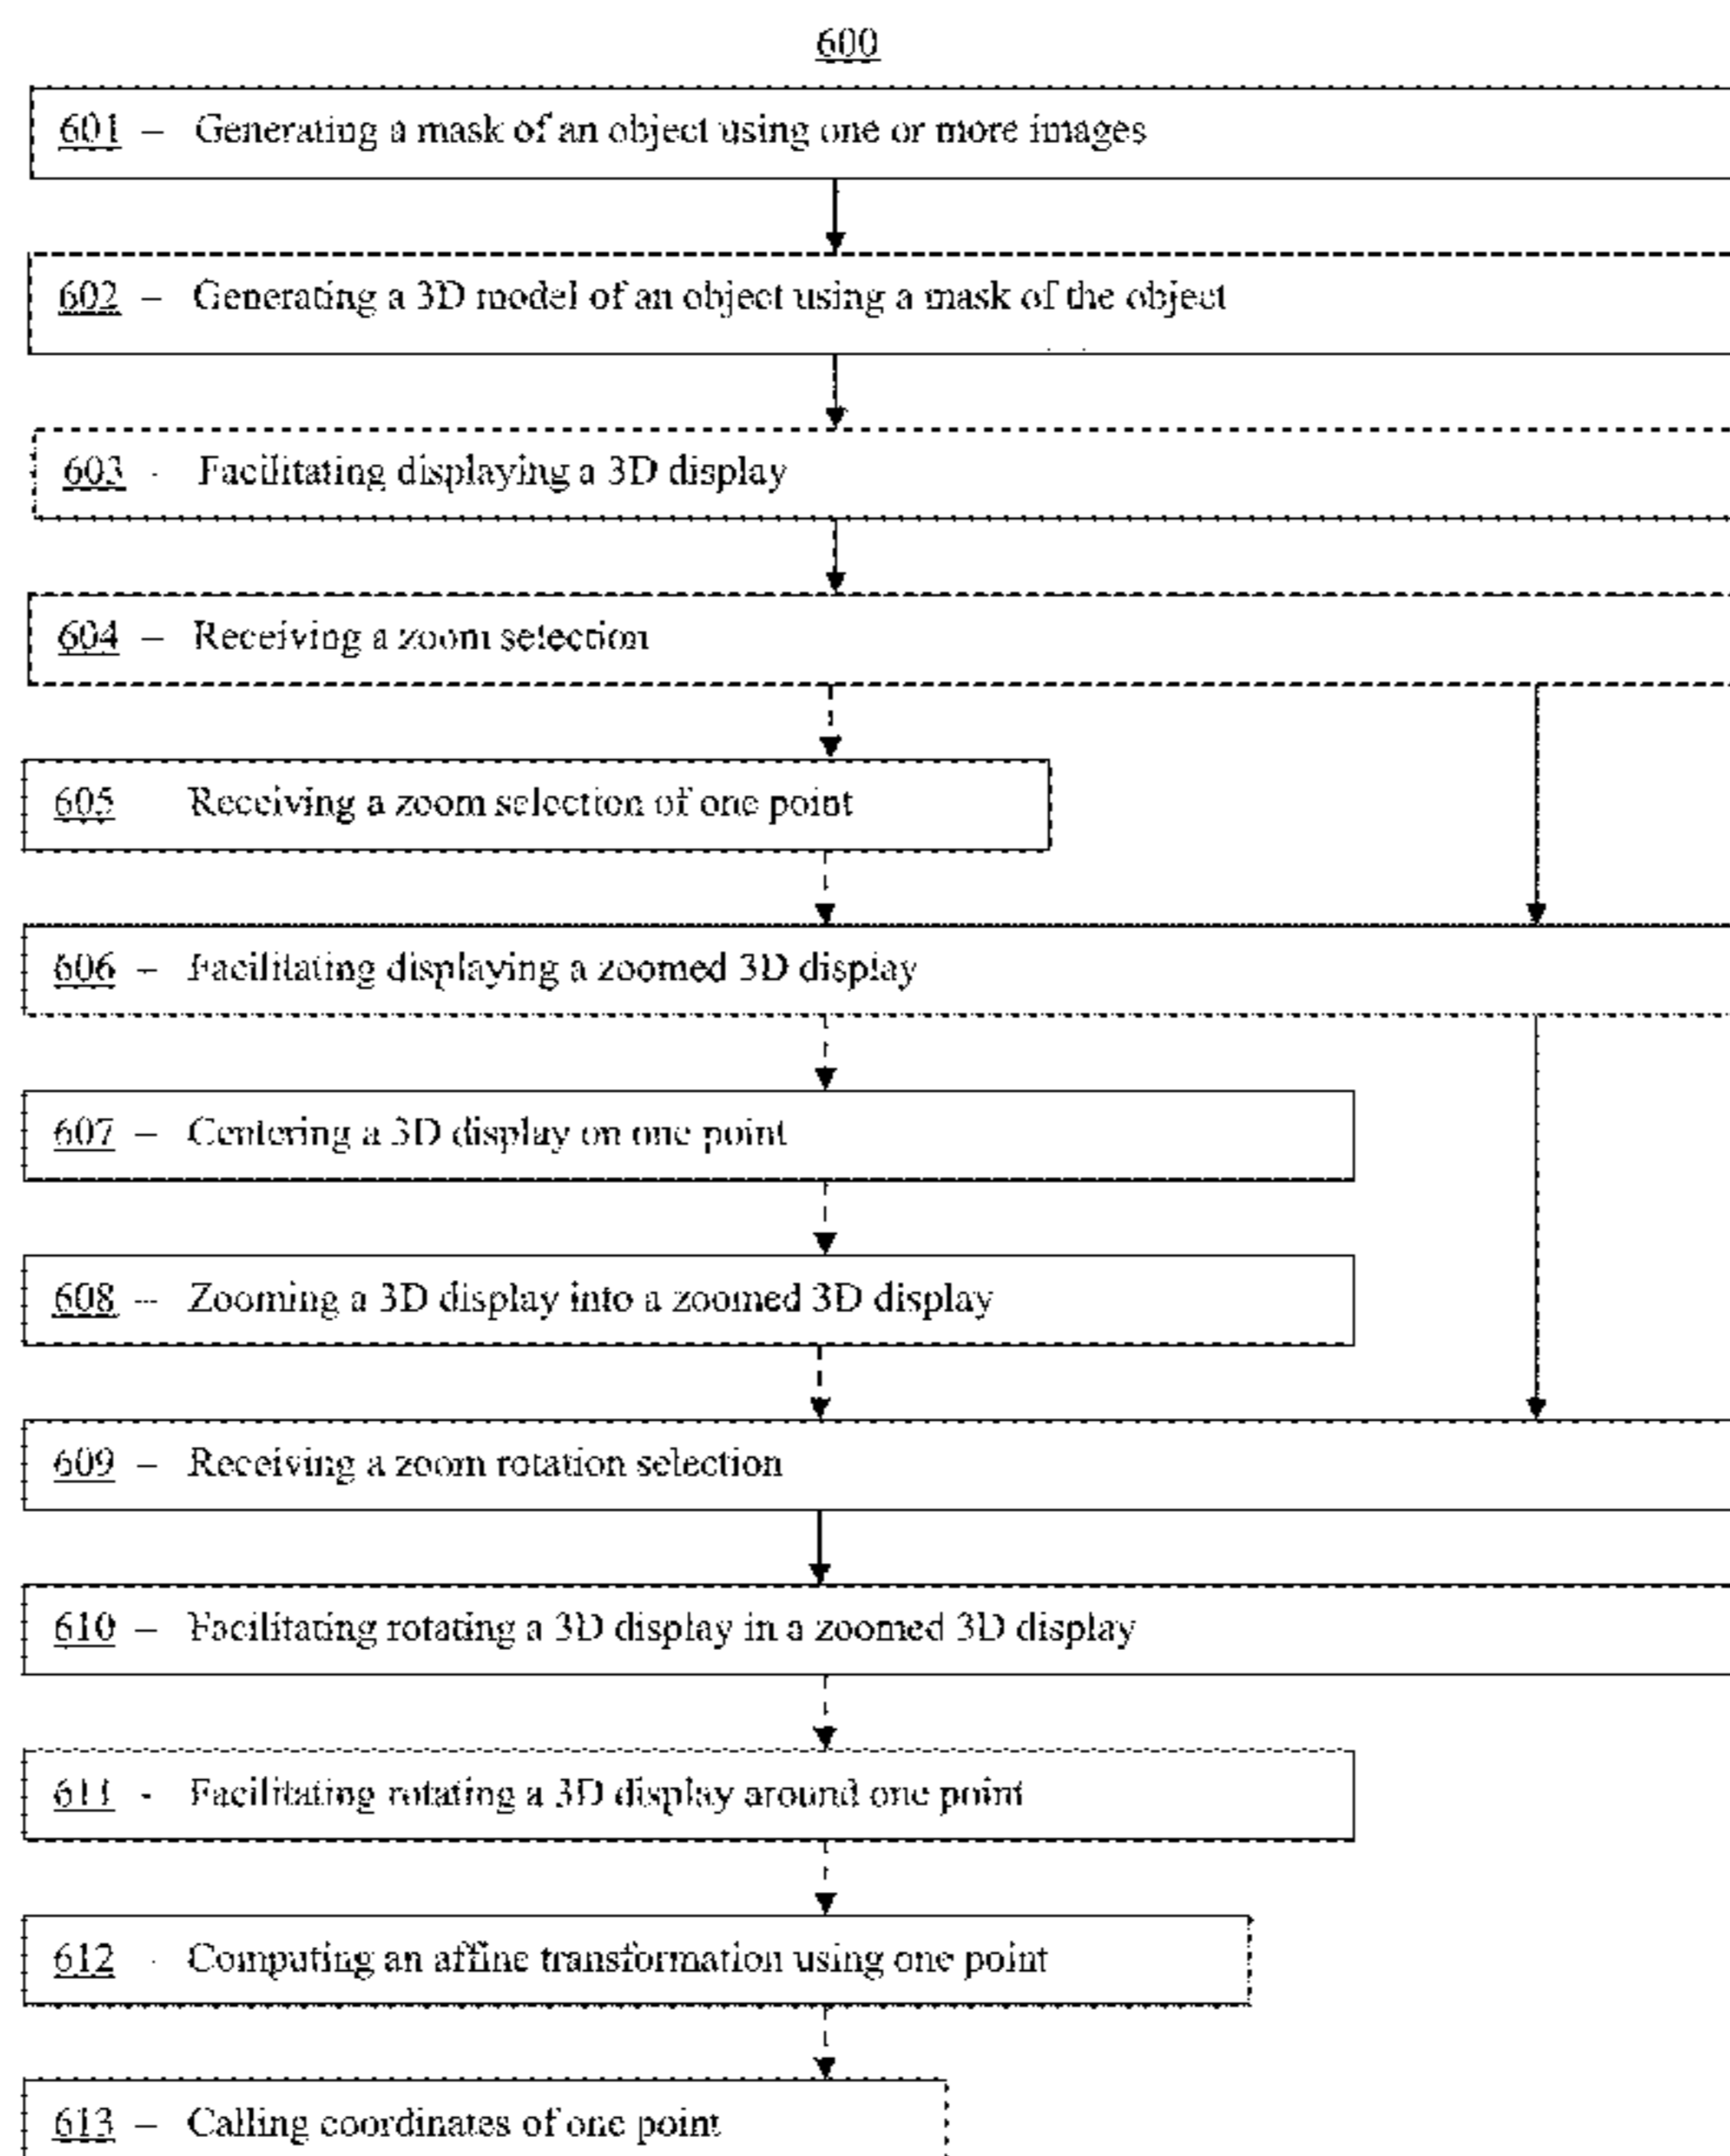 600
601 – Generating a mask of an object using one or more images
602 – Generating a 3D model of an object using a mask of the object
603 - Facilitating displaying a 3D display
604 – Receiving a zoom selection
605 Receiving a zoom selection of one point
606 – Facilitating displaying a zoomed 3D display
607 – Centering a 3D display on one point
608 – Zooming a 3D display into a zoomed 3D display
609 – Receiving a zoom rotation selection
610 – Facilitating rotating a 3D display in a zoomed 3D display
611 - Facilitating rotating a 3D display around one point
612 - Computing an affine transformation using one point
613 – Calling coordinates of one point